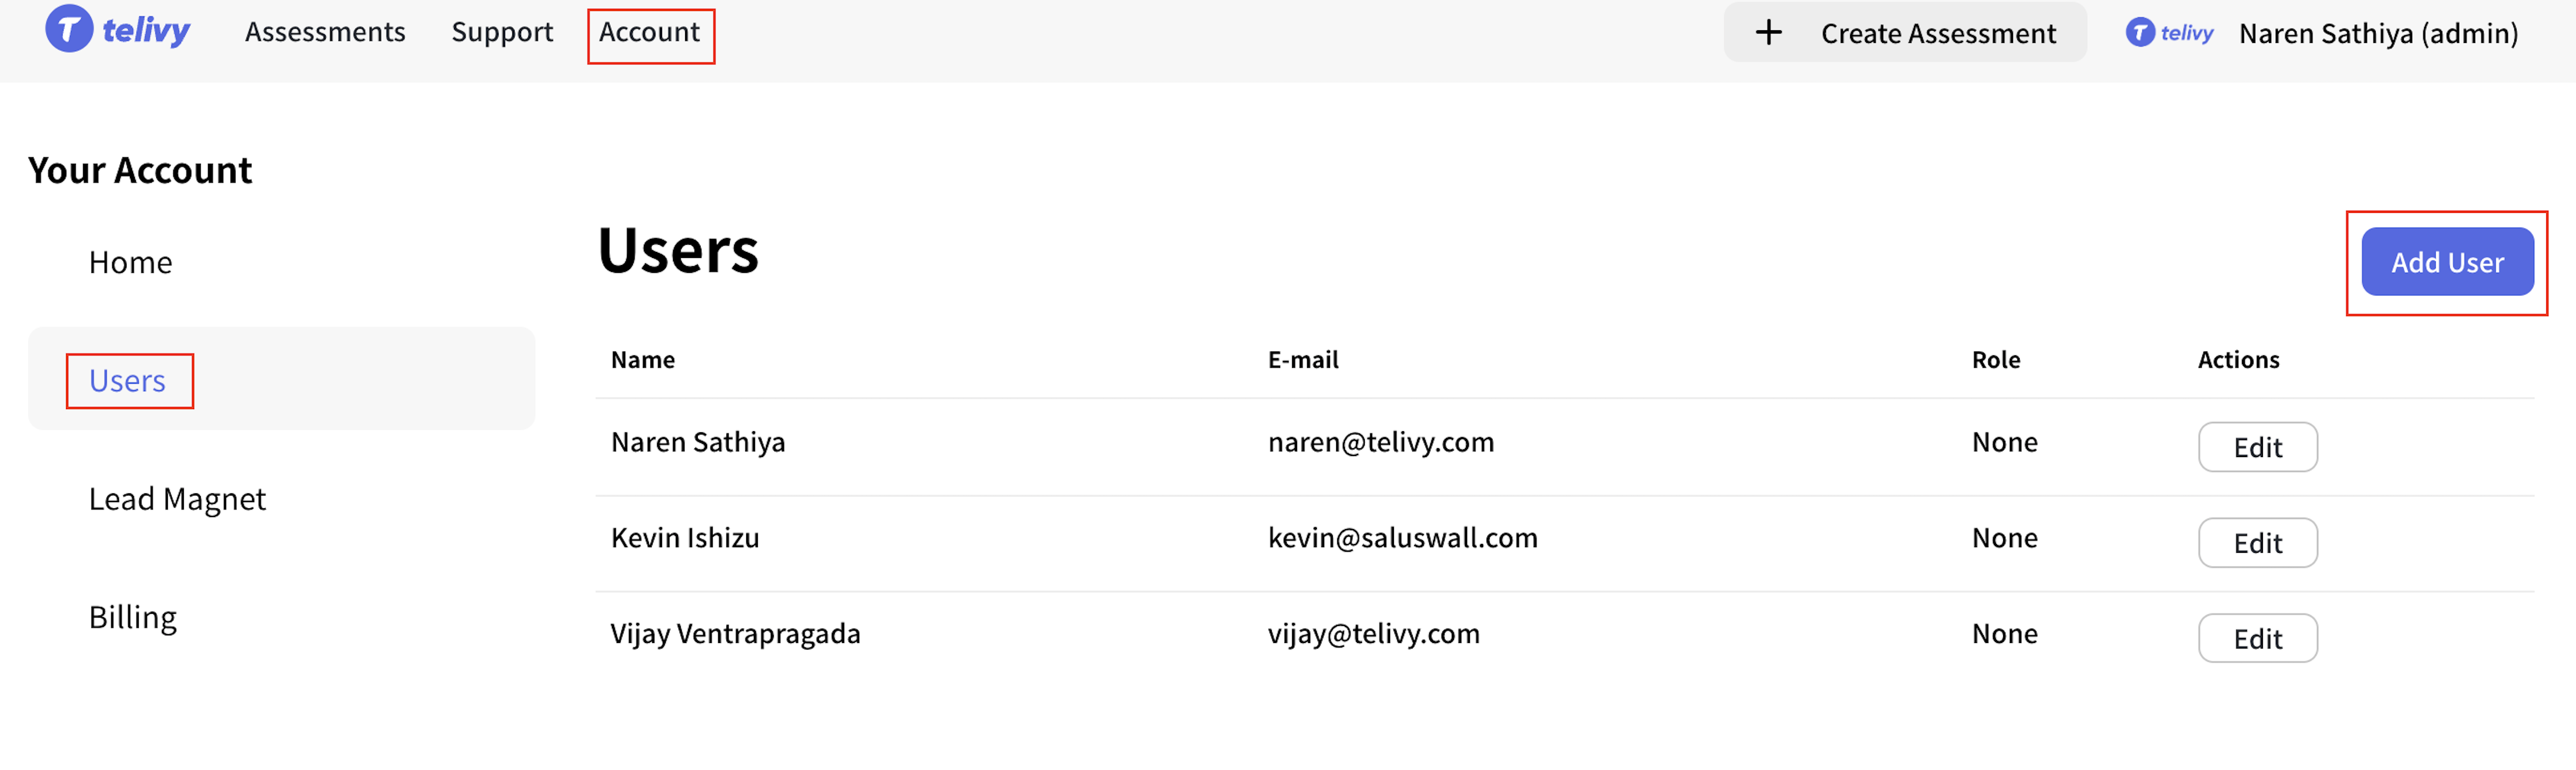 telivy Assessments Support Account + Create Assessment telivy Naren Sathiya (admin)
Your Account
Home
Users
Lead Magnet
Billing
Users
Add User
Name E-mail Role Actions
Naren Sathiya naren@telivy.com None Edit
Kevin Ishizu kevin@saluswall.com None Edit
Vijay Ventrapragada vijay@telivy.com None Edit